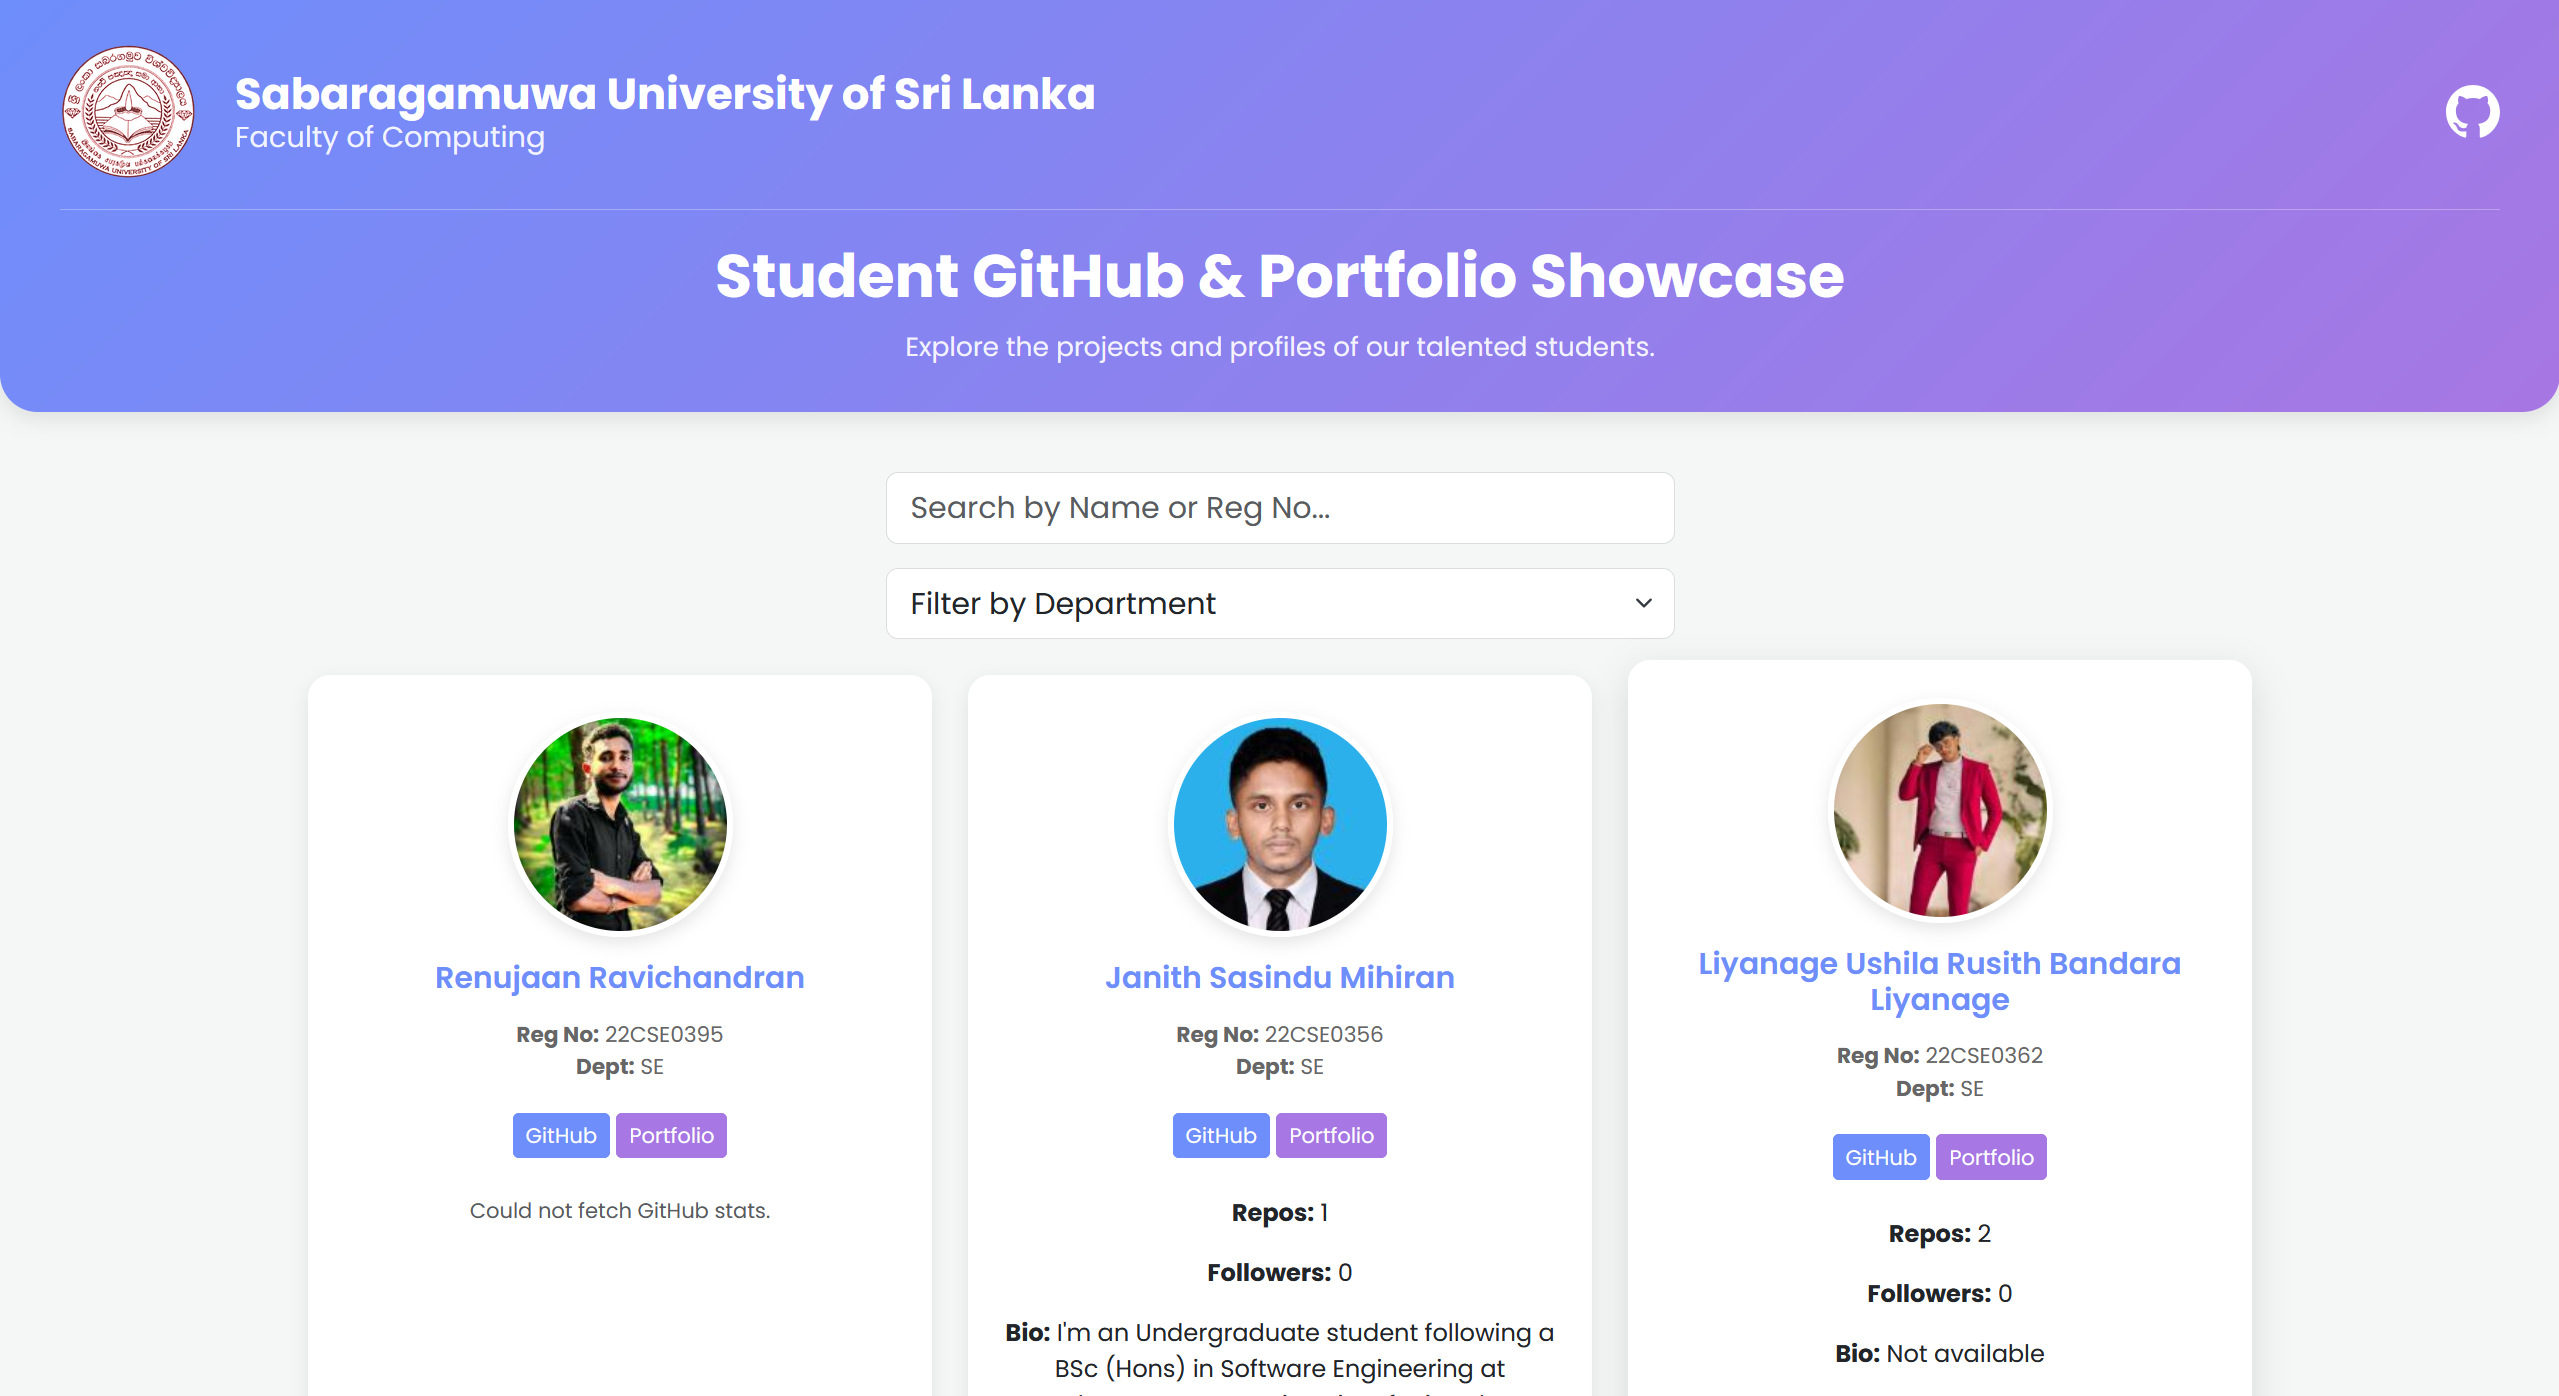 Sabaragamuwa University of Sri Lanka
Faculty of Computing
Student GitHub & Portfolio Showcase
Explore the projects and profiles of our talented students.
Search by Name or Reg No...
Filter by Department
Renujaan Ravichandran
Reg No: 22CSE0395
Dept: SE
GitHub Portfolio
Could not fetch GitHub stats.
Janith Sasindu Mihiran
Reg No: 22CSE0356
Dept: SE
GitHub Portfolio
Repos: 1
Followers: 0
Bio: I'm an Undergraduate student following a
BSc (Hons) in Software Engineering at
Liyanage Ushila Rusith Bandara
Liyanage
Reg No: 22CSE0362
Dept: SE
GitHub Portfolio
Repos: 2
Followers: 0
Bio: Not available